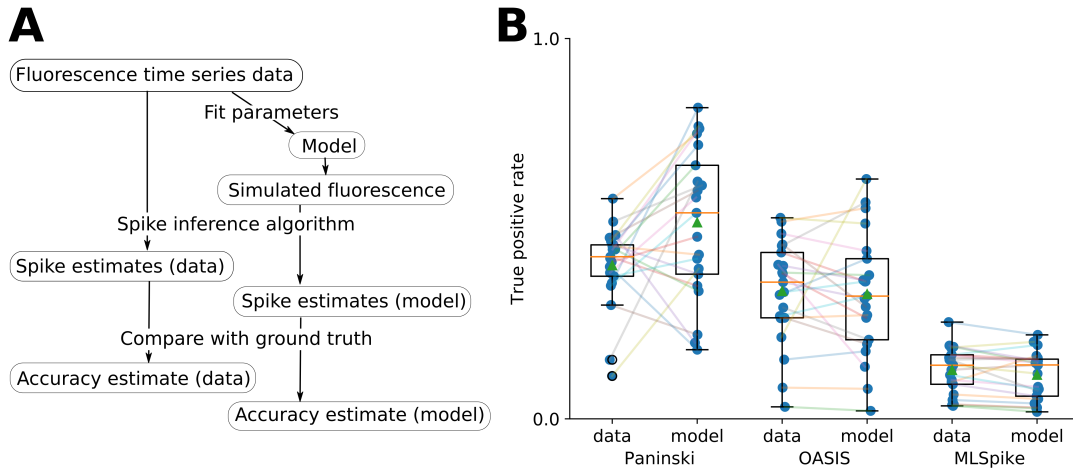 A
Fluorescence time series data
Fit parameters
Model
Simulated fluorescence
Spike inference algorithm
Spike estimates (data)
Spike estimates (model)
Compare with ground truth
Accuracy estimate (data)
Accuracy estimate (model)
B
1.0
True positive rate
0.0
data model data model data model
Paninski OASIS MLSpike